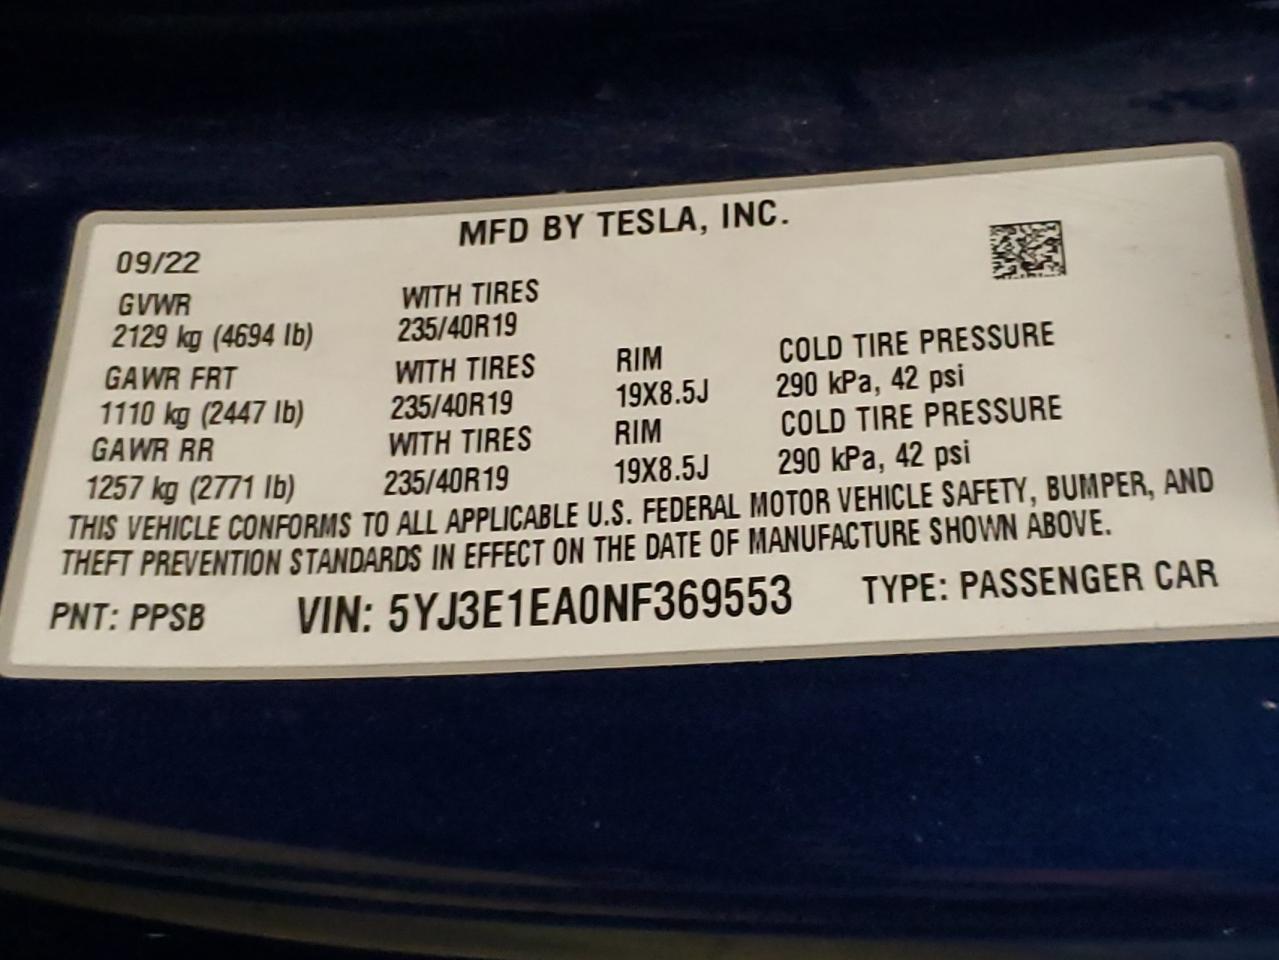 MFD BY TESLA, INC.
09/22
GVWR WITH TIRES
2129 kg (4694 lb) 235/40R19
GAWR FRT WITH TIRES RIM COLD TIRE PRESSURE
1110 kg (2447 lb) 235/40R19 19X8.5J 290 kPa, 42 psi
GAWR RR WITH TIRES RIM COLD TIRE PRESSURE
1257 kg (2771 lb) 235/40R19 19X8.5J 290 kPa, 42 psi
THIS VEHICLE CONFORMS TO ALL APPLICABLE U.S. FEDERAL MOTOR VEHICLE SAFETY, BUMPER, AND
THEFT PREVENTION STANDARDS IN EFFECT ON THE DATE OF MANUFACTURE SHOWN ABOVE.
PNT: PPSB VIN: 5YJ3E1EA0NF369553 TYPE: PASSENGER CAR